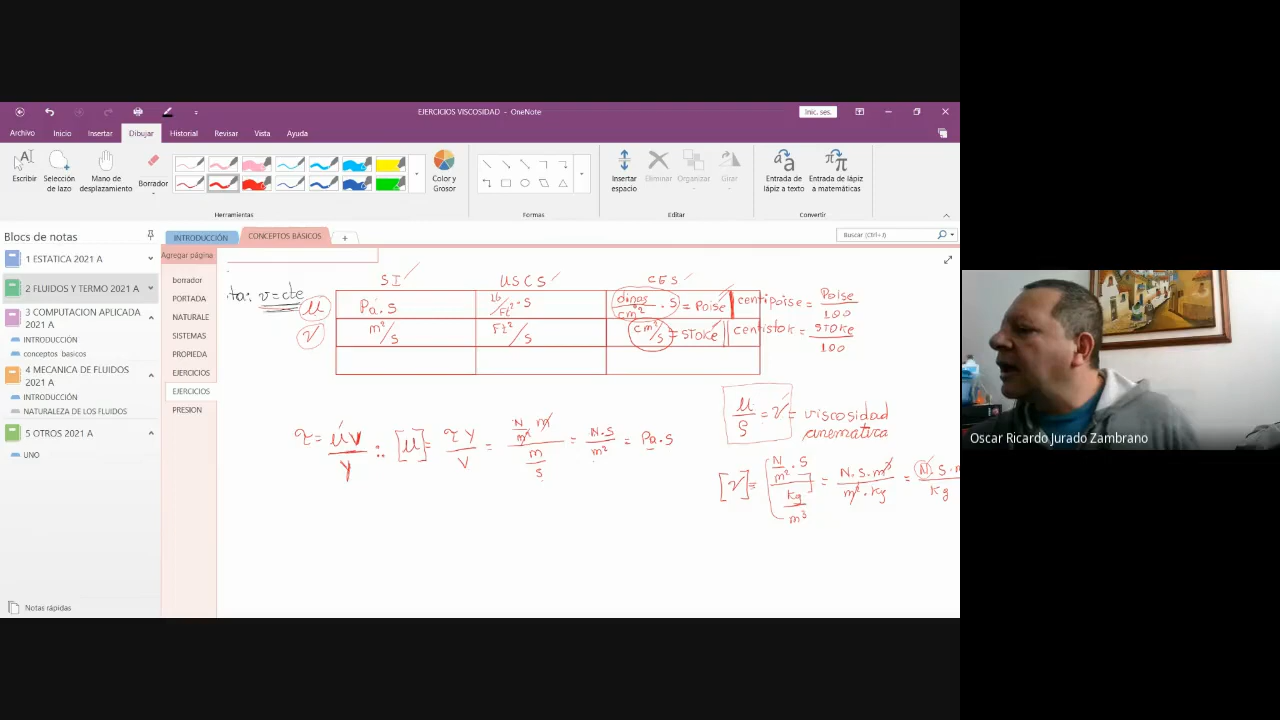 EJERCICIOS VISCOSIDAD - OneNote
Inic. ses.
Archivo Inicio Insertar Dibujar Historial Revisar Vista Ayuda
Escribir
Selección de lazo
Mano de desplazamiento
Borrador
Color y Grosor
Insertar espacio
Eliminar
Organizar
Girar
Entrada de lápiz a texto
Entrada de lápiz a matemáticas
Herramientas Formas Editar Convertir
Blocs de notas
INTRODUCCIÓN CONCEPTOS BÁSICOS +
Buscar (Ctrl+J)
1 ESTATICA 2021 A
2 FLUIDOS Y TERMO 2021 A
3 COMPUTACION APLICADA 2021 A
INTRODUCCIÓN
conceptos basicos
4 MECANICA DE FLUIDOS 2021 A
INTRODUCCIÓN
NATURALEZA DE LOS FLUIDOS
5 OTROS 2021 A
UNO
Notas rápidas
Agregar página
borrador
PORTADA
NATURALE
SISTEMAS
PROPIEDA
EJERCICIOS
EJERCICIOS
PRESION
SI USCS CGS
ta: v=cte
μ Pa.s lb/Ft².s dinas/cm².s = Poise centipoise = Poise/100
ν m²/s Ft²/s cm²/s = stoke centistok = stoke/100
μ/ρ = ν = viscosidad
cinematica
τ = μv/y ∴ [μ] = τy/v = N/m² m / m/s = N.s/m² = Pa.s
[ν] = N/m².s / kg/m³ = N.s.m³/m².kg = N.s.m/kg
Oscar Ricardo Jurado Zambrano